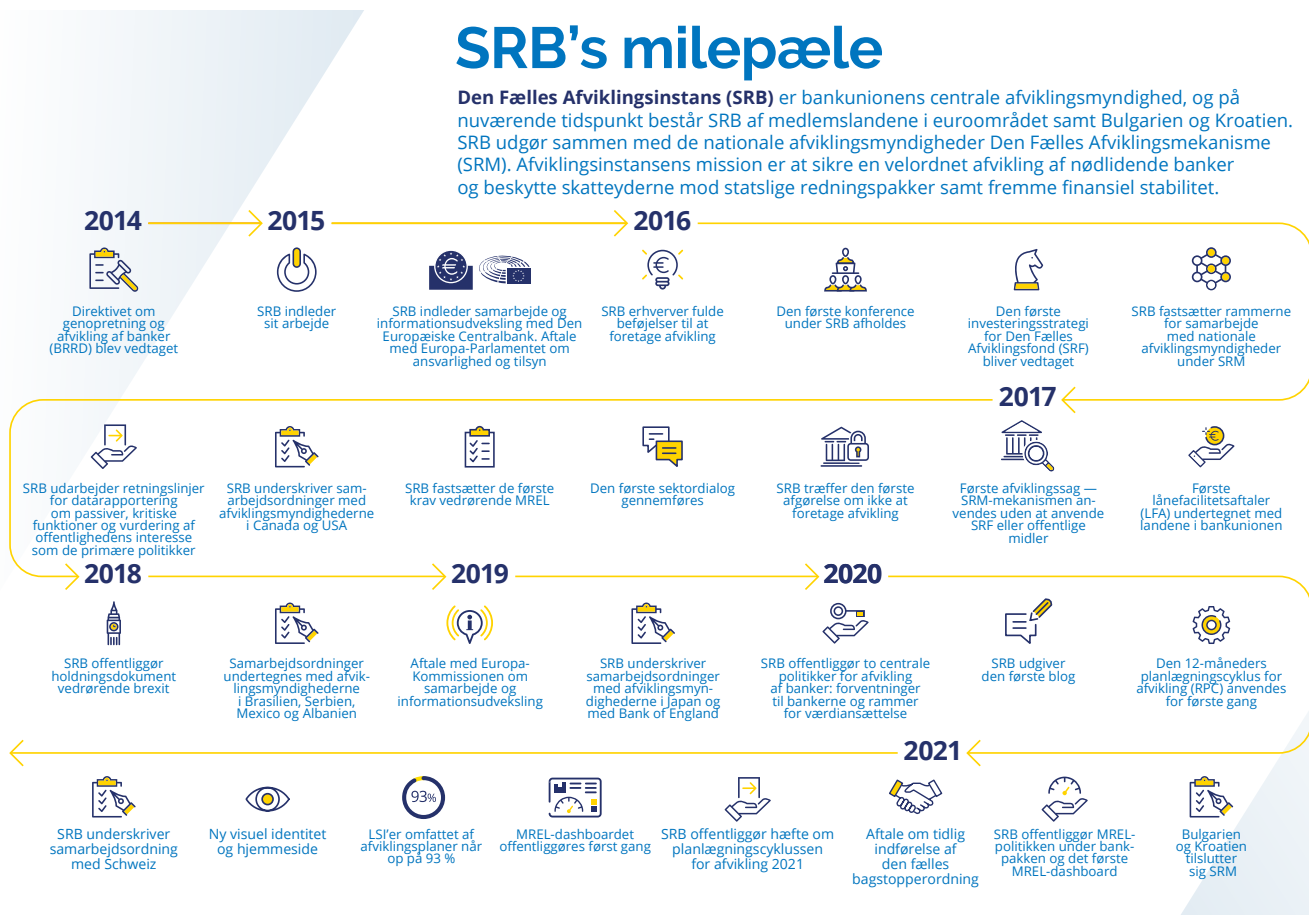 SRB's milepæle
Den Fælles Afviklingsinstans (SRB) er bankunionens centrale afviklingsmyndighed, og på
nuværende tidspunkt består SRB af medlemslandene i euroområdet samt Bulgarien og Kroatien.
SRB udgør sammen med de nationale afviklingsmyndigheder Den Fælles Afviklingsmekanisme
(SRM). Afviklingsinstansens mission er at sikre en velordnet afvikling af nødlidende banker
og beskytte skatteyderne mod statslige redningspakker samt fremme finansiel stabilitet.
2014
Direktivet om
genopretning og
afvikling af banker
(BRRD) blev vedtaget
2015
SRB indleder
sit arbejde
SRB indleder samarbejde og
informationsudveksling med Den
Europæiske Centralbank. Aftale
med Europa-Parlamentet om
ansvarlighed og tilsyn
2016
SRB erhverver fulde
beføjelser til at
foretage afvikling
Den første konference
under SRB afholdes
Den første
investeringsstrategi
for Den Fælles
Afviklingsfond (SRF)
bliver vedtaget
SRB fastsætter rammerne
for samarbejde
med nationale
afviklingsmyndigheder
under SRM
2017
SRB udarbejder retningslinjer
for datarapportering
om passiver, kritiske
funktioner og vurdering af
offentlighedens interesse
som de primære politikker
SRB underskriver sam-
arbejdsordninger med
afviklingsmyndighederne
i Canada og USA
SRB fastsætter de første
krav vedrørende MREL
Den første sektordialog
gennemføres
SRB træffer den første
afgørelse om ikke at
foretage afvikling
Første afviklingssag —
SRM-mekanismen an-
vendes uden at anvende
SRF eller offentlige
midler
Første
lånefacilitetsaftaler
(LFA) undertegnet med
landene i bankunionen
2018
SRB offentliggør
holdningsdokument
vedrørende brexit
Samarbejdsordninger
undertegnes med afvik-
lingsmyndighederne
i Brasilien, Serbien,
Mexico og Albanien
2019
Aftale med Europa-
Kommissionen om
samarbejde og
informationsudveksling
SRB underskriver
samarbejdsordninger
med afviklingsmyn-
dighederne i Japan og
med Bank of England
2020
SRB offentliggør to centrale
politikker for afvikling
af banker: forventninger
til bankerne og rammer
for værdiansættelse
SRB udgiver
den første blog
Den 12-måneders
planlægningscyklus for
afvikling (RPC) anvendes
for første gang
2021
SRB underskriver
samarbejdsordning
med Schweiz
Ny visuel identitet
og hjemmeside
93%
LSI'er omfattet af
afviklingsplaner når
op på 93 %
MREL-dashboardet
offentliggøres først gang
SRB offentliggør hæfte om
planlægningscyklussen
for afvikling 2021
Aftale om tidlig
indførelse af
den fælles
bagstopperordning
SRB offentliggør MREL-
politikken under bank-
pakken og det første
MREL-dashboard
Bulgarien
og Kroatien
tilslutter
sig SRM